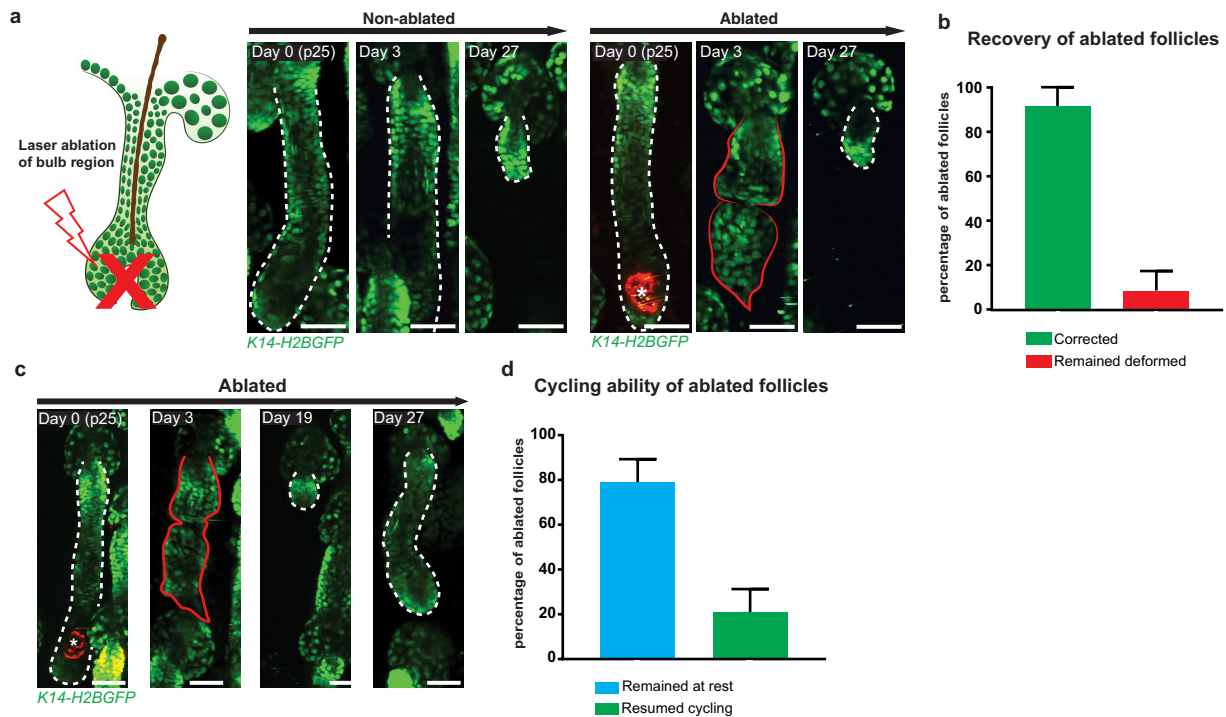 a
Laser ablation
of bulb region
Non-ablated
Day 0 (p25)
Day 3
Day 27
K14-H2BGFP
Ablated
Day 0 (p25)
Day 3
Day 27
*
K14-H2BGFP
b
Recovery of ablated follicles
percentage of ablated follicles
100
80
60
40
20
0
Corrected
Remained deformed
c
Ablated
Day 0 (p25)
Day 3
Day 19
Day 27
*
K14-H2BGFP
d
Cycling ability of ablated follicles
percentage of ablated follicles
100
80
60
40
20
0
Remained at rest
Resumed cycling